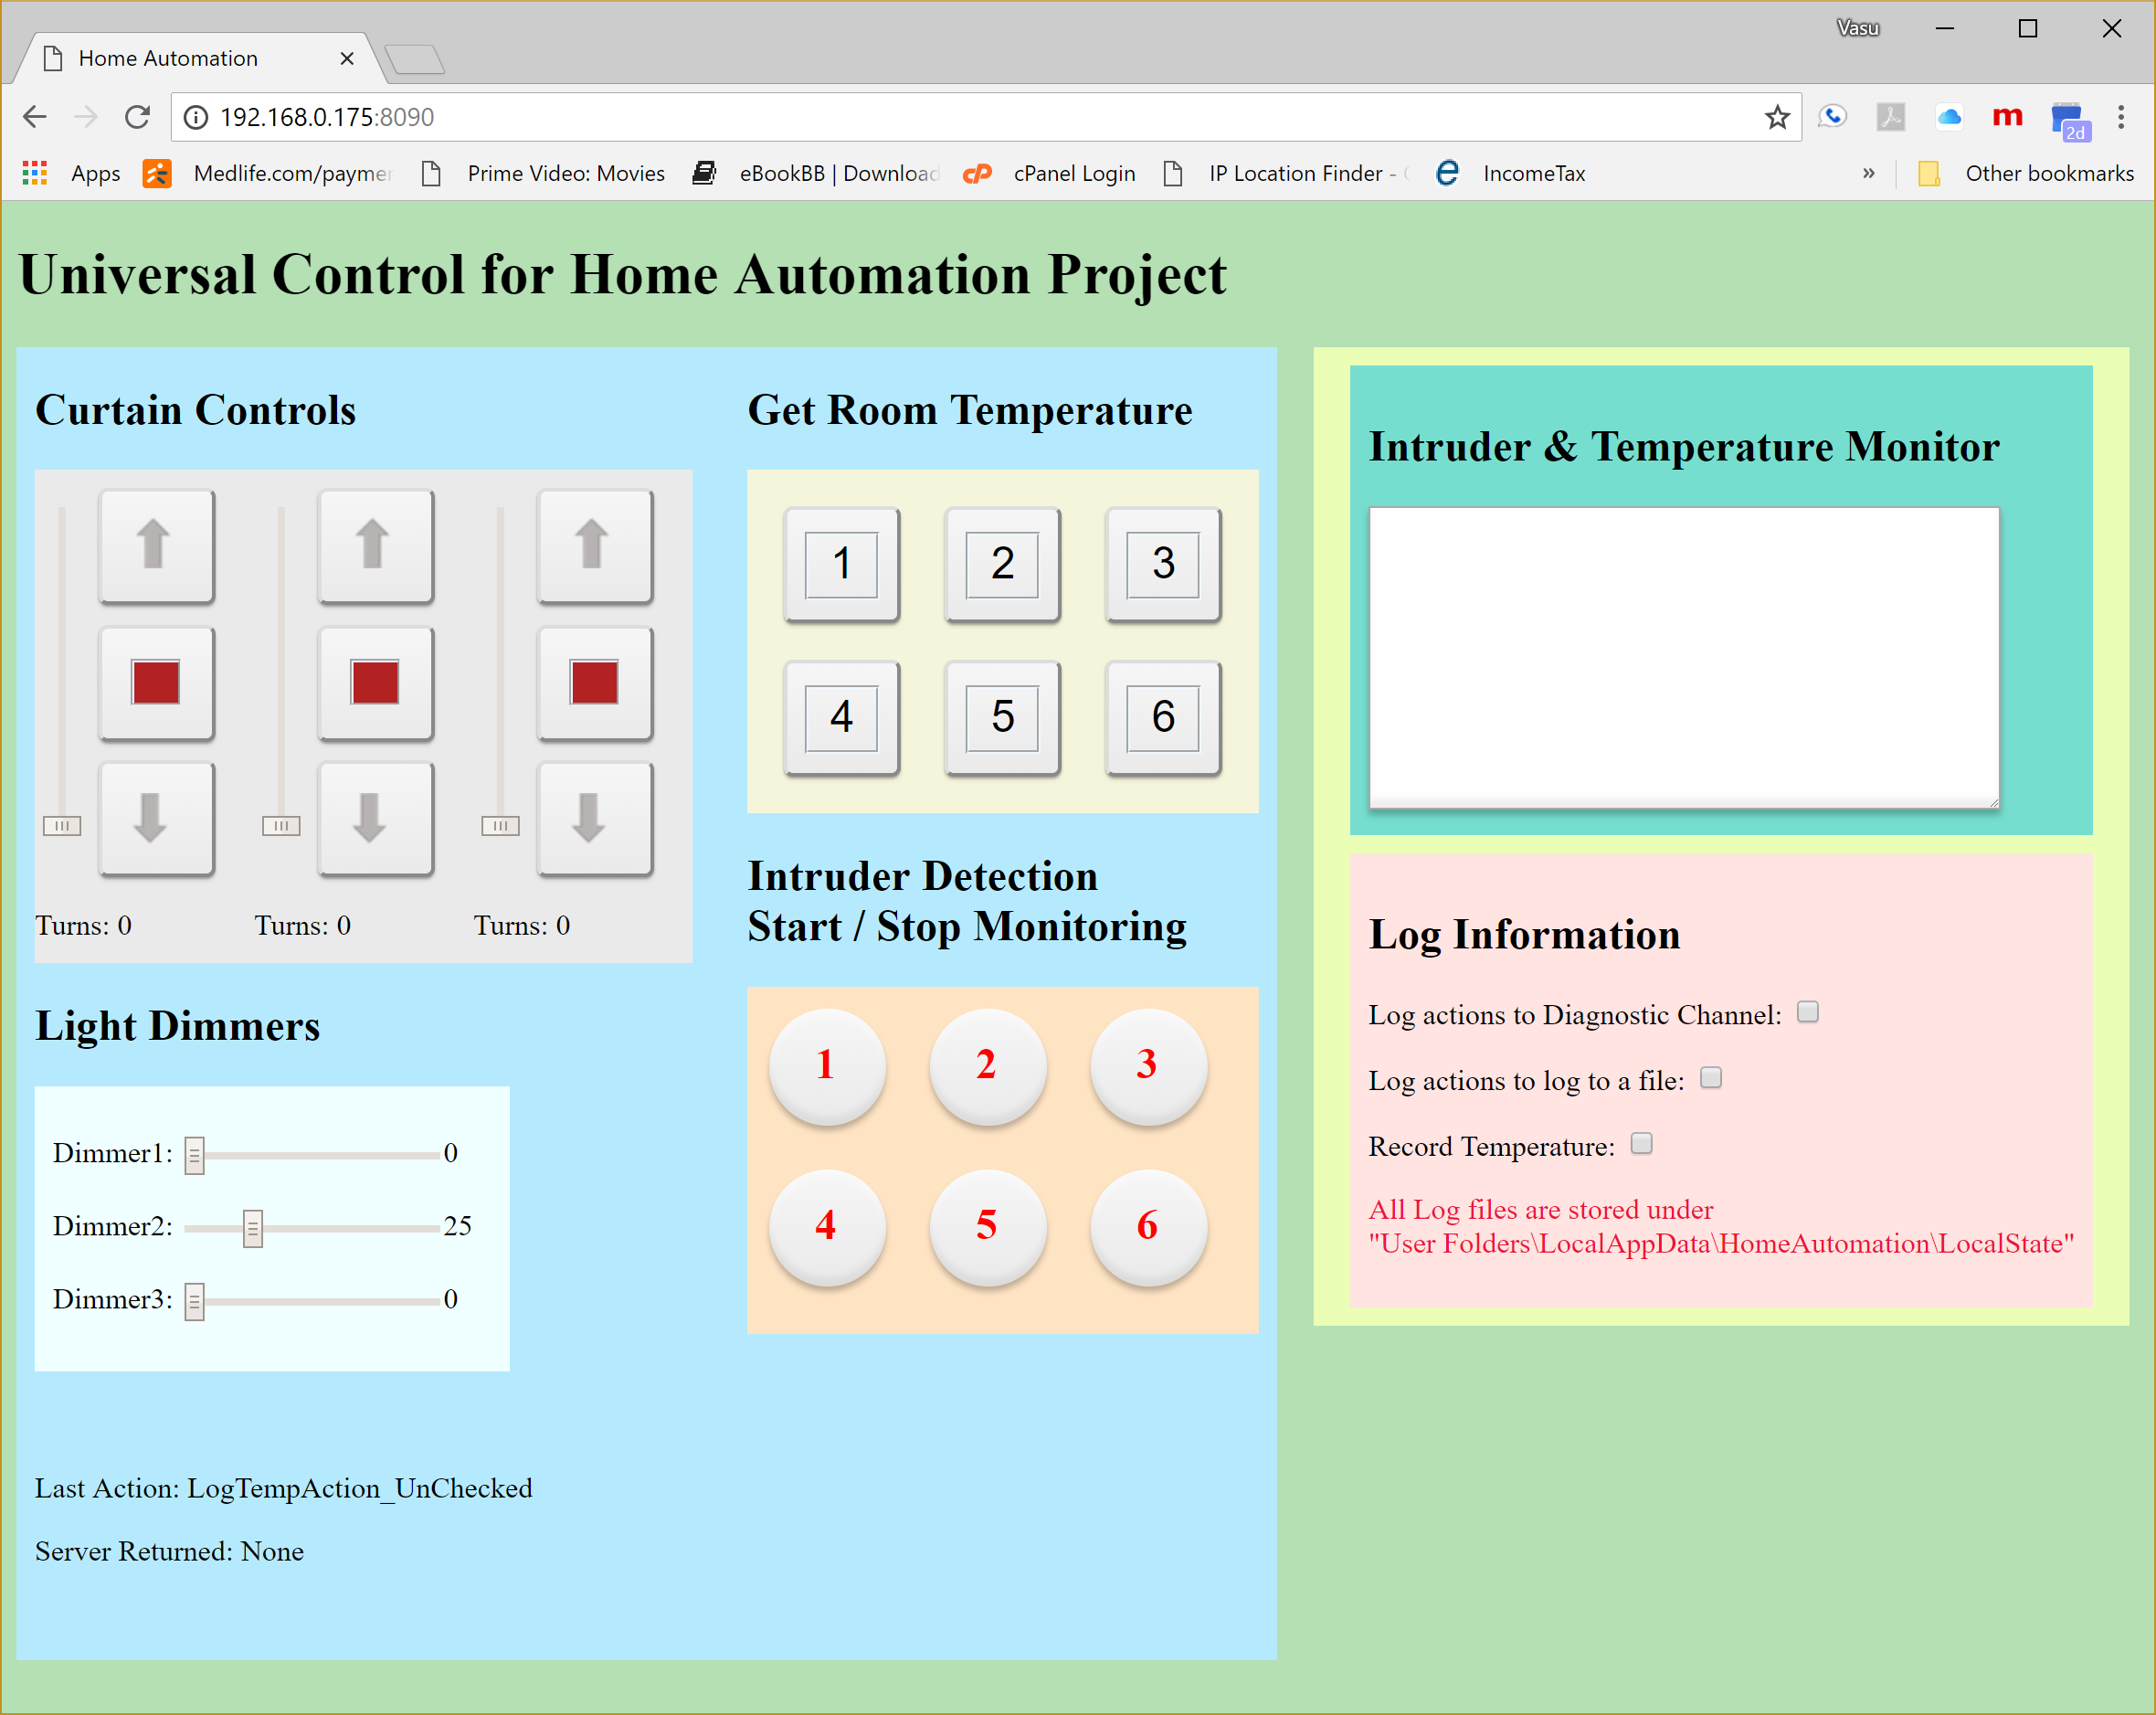 Vasu
Home Automation
192.168.0.175:8090
2d
Apps Medlife.com/paymen Prime Video: Movies eBookBB | Download cPanel Login IP Location Finder - IncomeTax » Other bookmarks
Universal Control for Home Automation Project
Curtain Controls
Turns: 0 Turns: 0 Turns: 0
Light Dimmers
Dimmer1: 0
Dimmer2: 25
Dimmer3: 0
Last Action: LogTempAction_UnChecked
Server Returned: None
Get Room Temperature
1 2 3
4 5 6
Intruder Detection
Start / Stop Monitoring
1 2 3
4 5 6
Intruder & Temperature Monitor
Log Information
Log actions to Diagnostic Channel:
Log actions to log to a file:
Record Temperature:
All Log files are stored under
"User Folders\LocalAppData\HomeAutomation\LocalState"